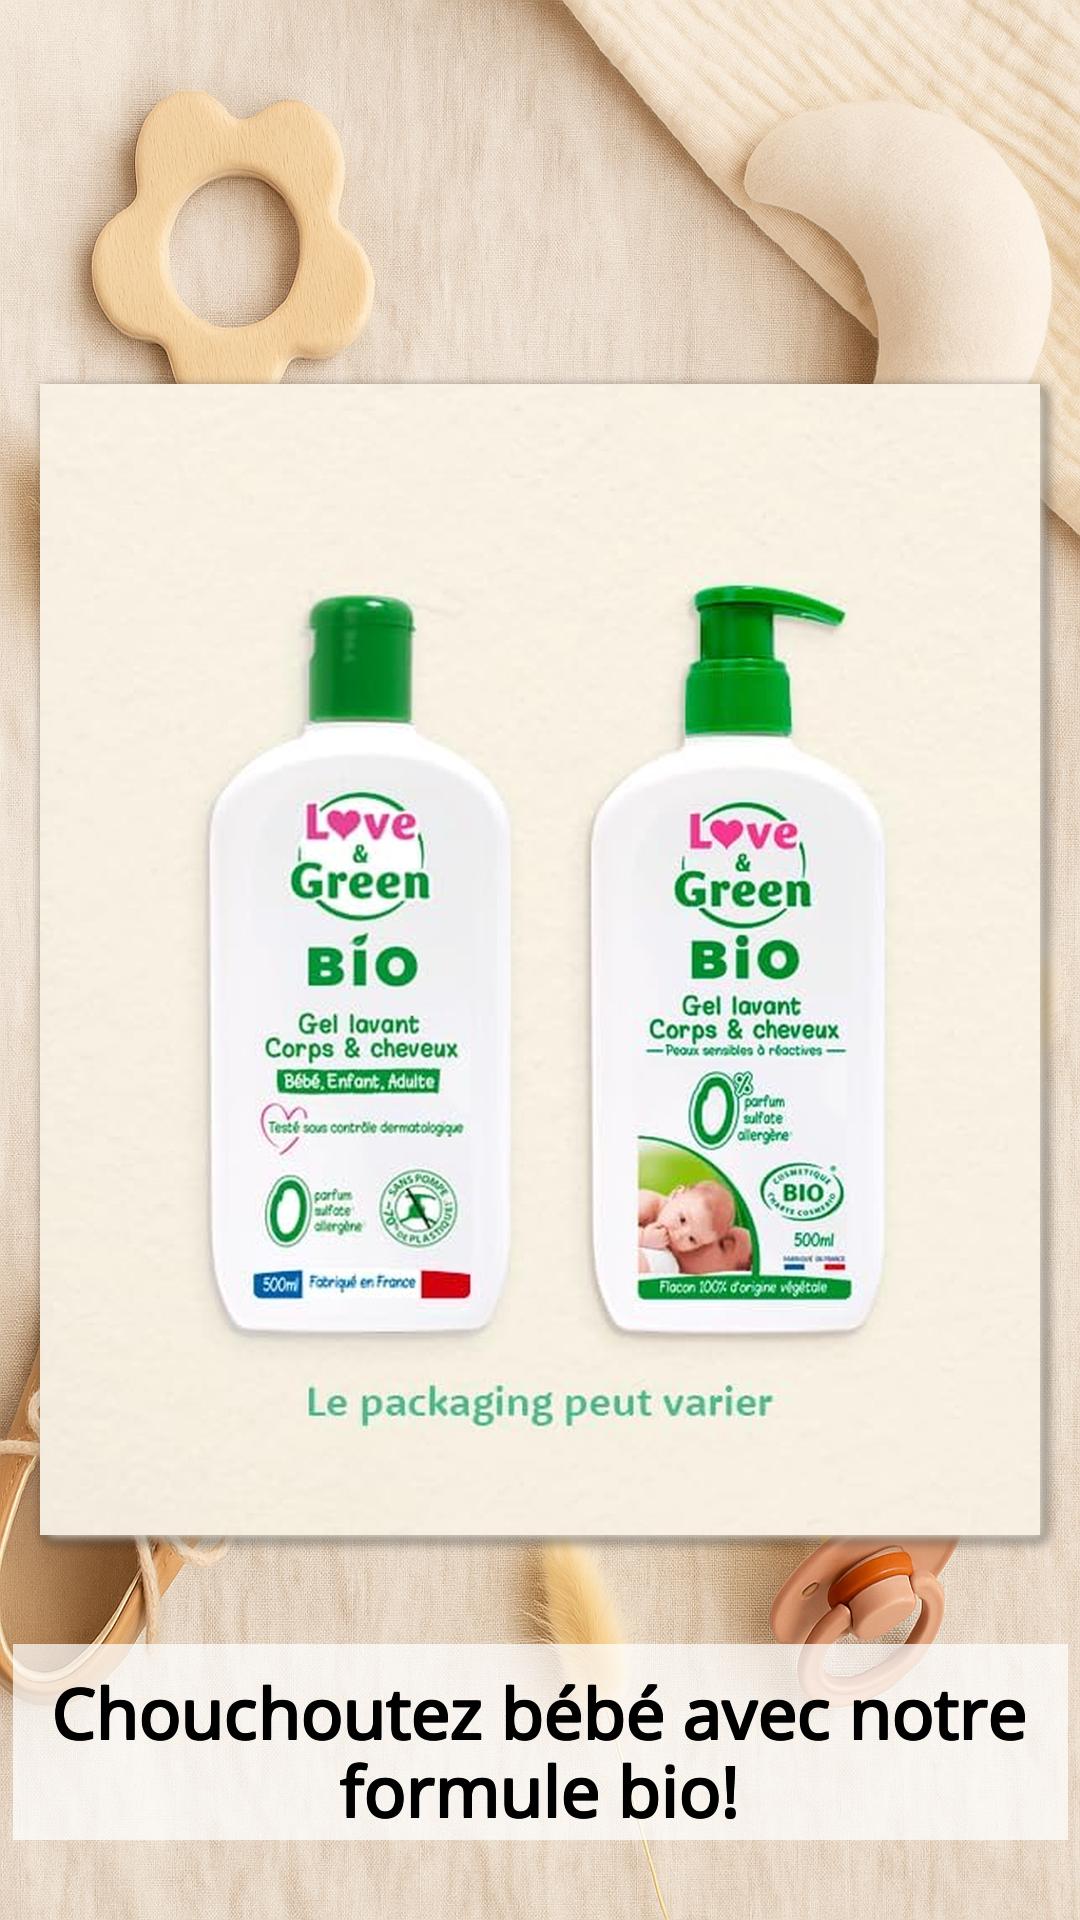 Love
&
Green
BIO
Gel lavant
Corps & cheveux
Bébé, Enfant, Adulte
Testé sous contrôle dermatologique
0 parfum
sulfate
allergène
SANS POMPE
-70% DE PLASTIQUE
500ml Fabriqué en France
Love
&
Green
BiO
Gel lavant
Corps & cheveux
Peaux sensibles à réactives
0%
parfum
sulfate
allergène
COSMETIQUE
BIO
CHARTE COSMEBIO
500ml
FABRIQUÉ EN FRANCE
Flacon 100% d'origine végétale
Le packaging peut varier
Chouchoutez bébé avec notre
formule bio!